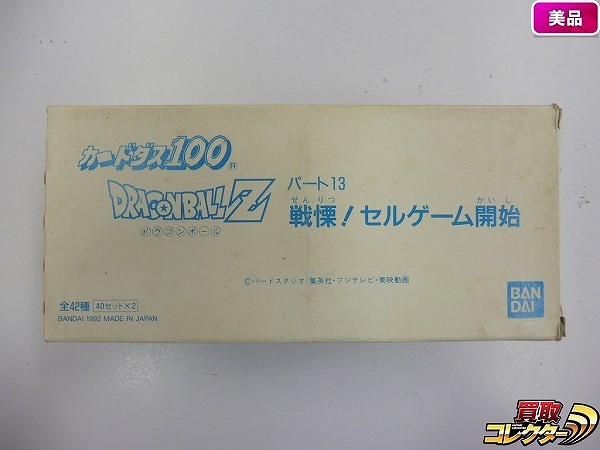 美品
カードダス100®
DRAGONBALL Z
ドラゴンボール
パート13
せんりつ かいし
戦慄!セルゲーム開始
©バードスタジオ/集英社・フジテレビ・東映動画
全42種 40セット×2
BANDAI 1992 MADE IN JAPAN
BAN
DAI
買取
コレクター